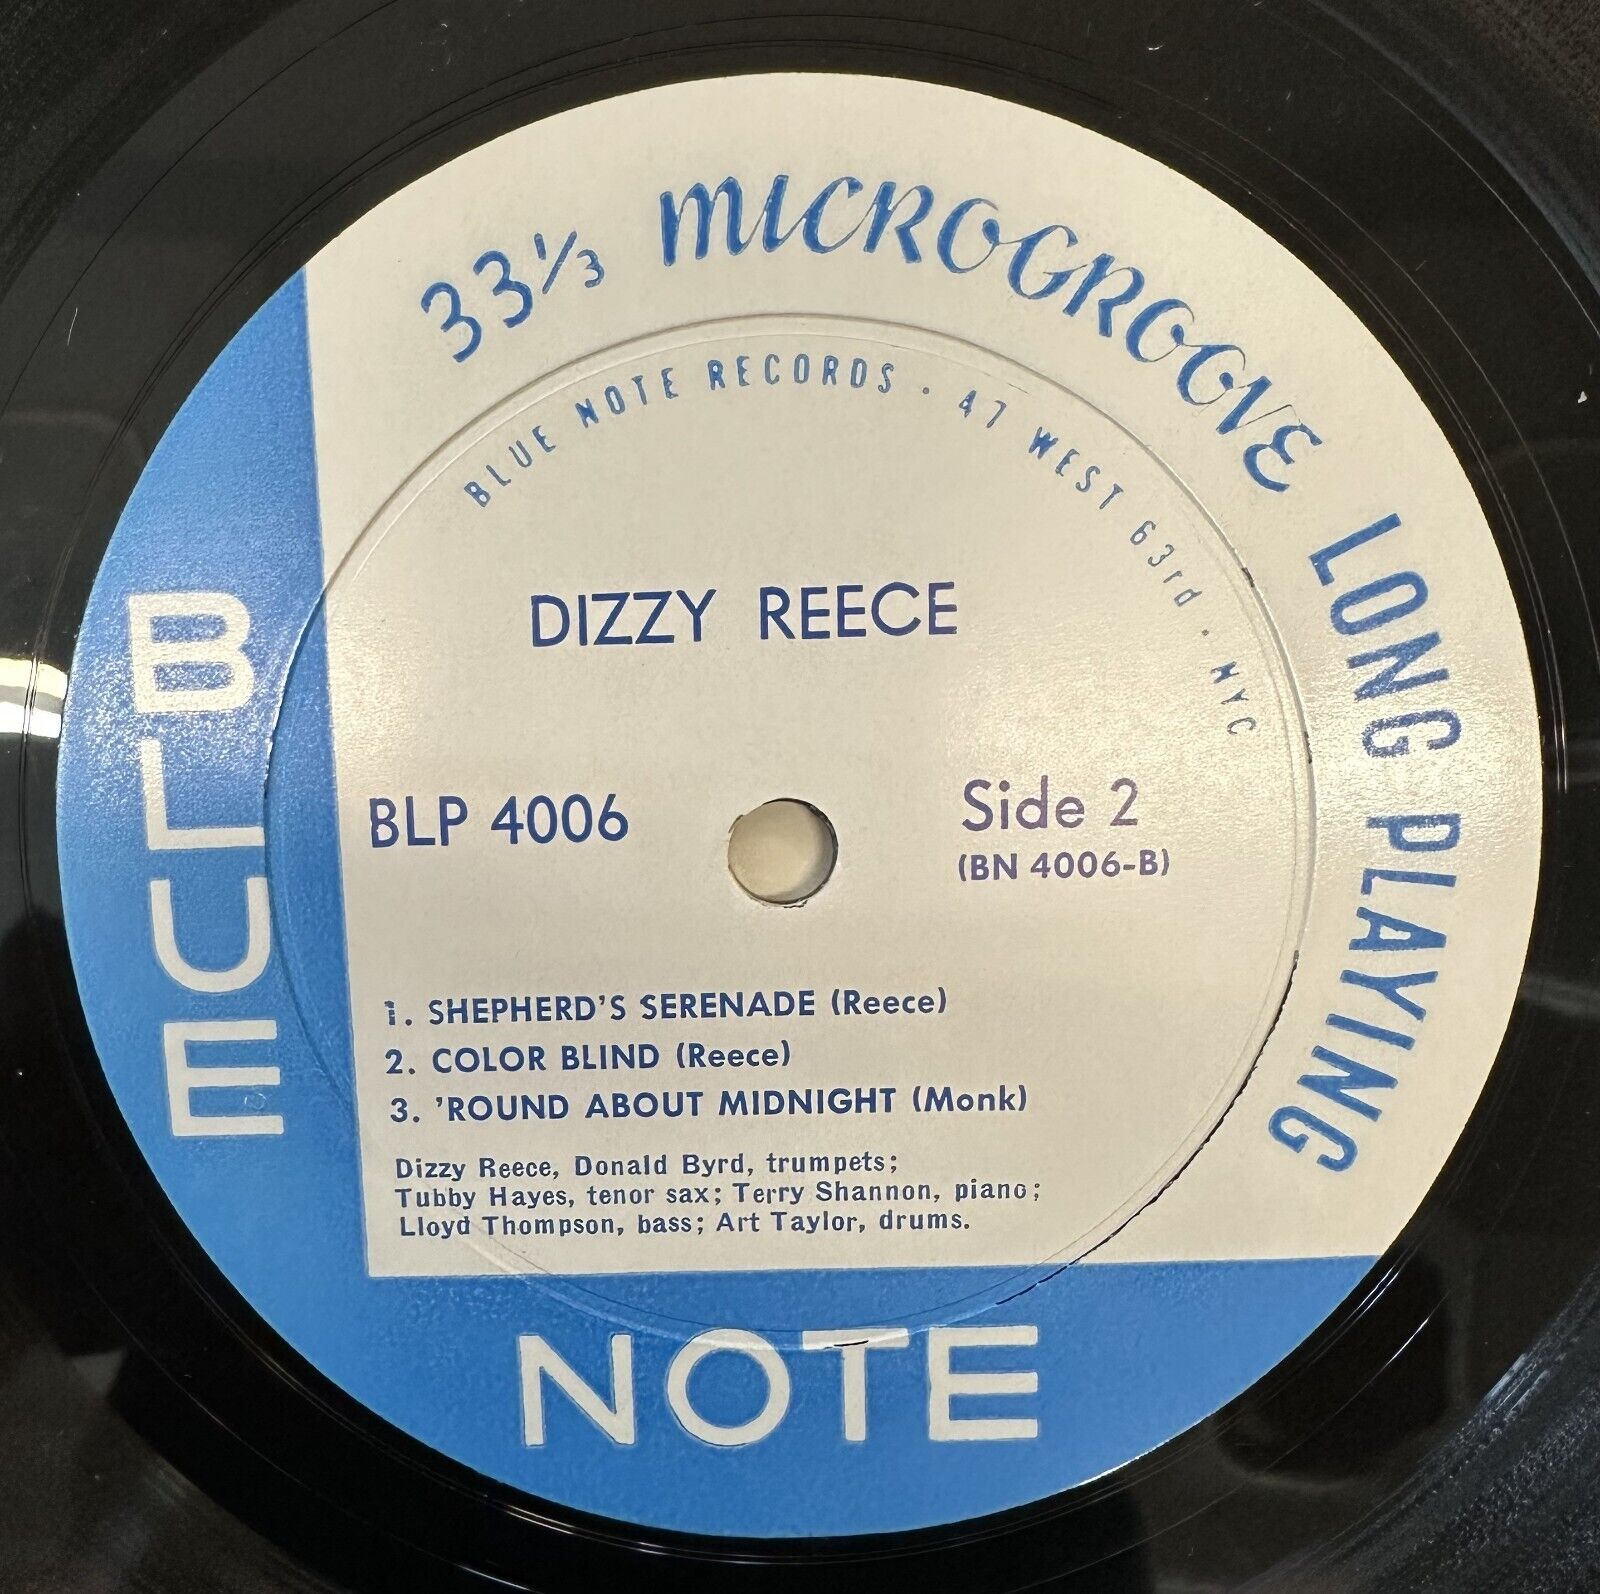 33 1/3 MICROGROOVE LONG PLAYING
BLUE NOTE RECORDS · 47 WEST 63rd · NYC
DIZZY REECE
BLP 4006
Side 2
(BN 4006-B)
1. SHEPHERD'S SERENADE (Reece)
2. COLOR BLIND (Reece)
3. 'ROUND ABOUT MIDNIGHT (Monk)
Dizzy Reece, Donald Byrd, trumpets;
Tubby Hayes, tenor sax; Terry Shannon, piano;
Lloyd Thompson, bass; Art Taylor, drums.
BLUE
NOTE